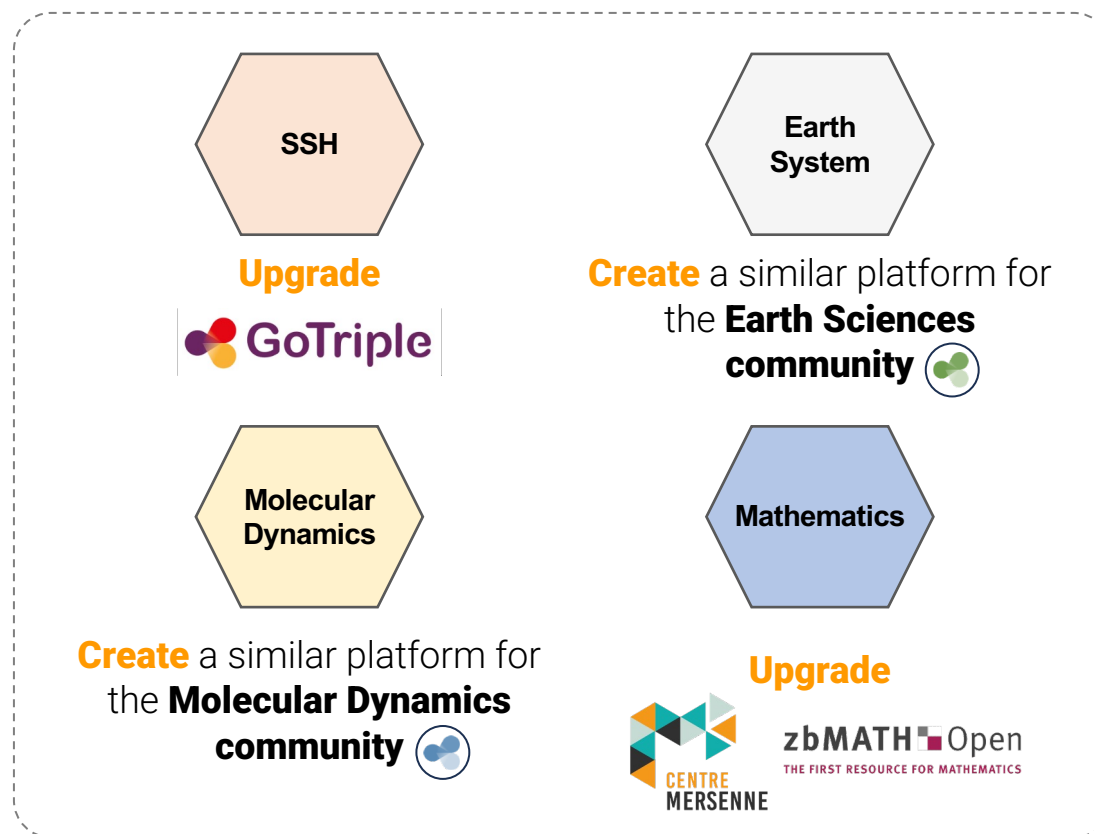 SSH
Upgrade
GoTriple
Earth
System
Create a similar platform for
the Earth Sciences
community
Molecular
Dynamics
Create a similar platform for
the Molecular Dynamics
community
Mathematics
Upgrade
CENTRE
MERSENNE
zbMATH Open
THE FIRST RESOURCE FOR MATHEMATICS